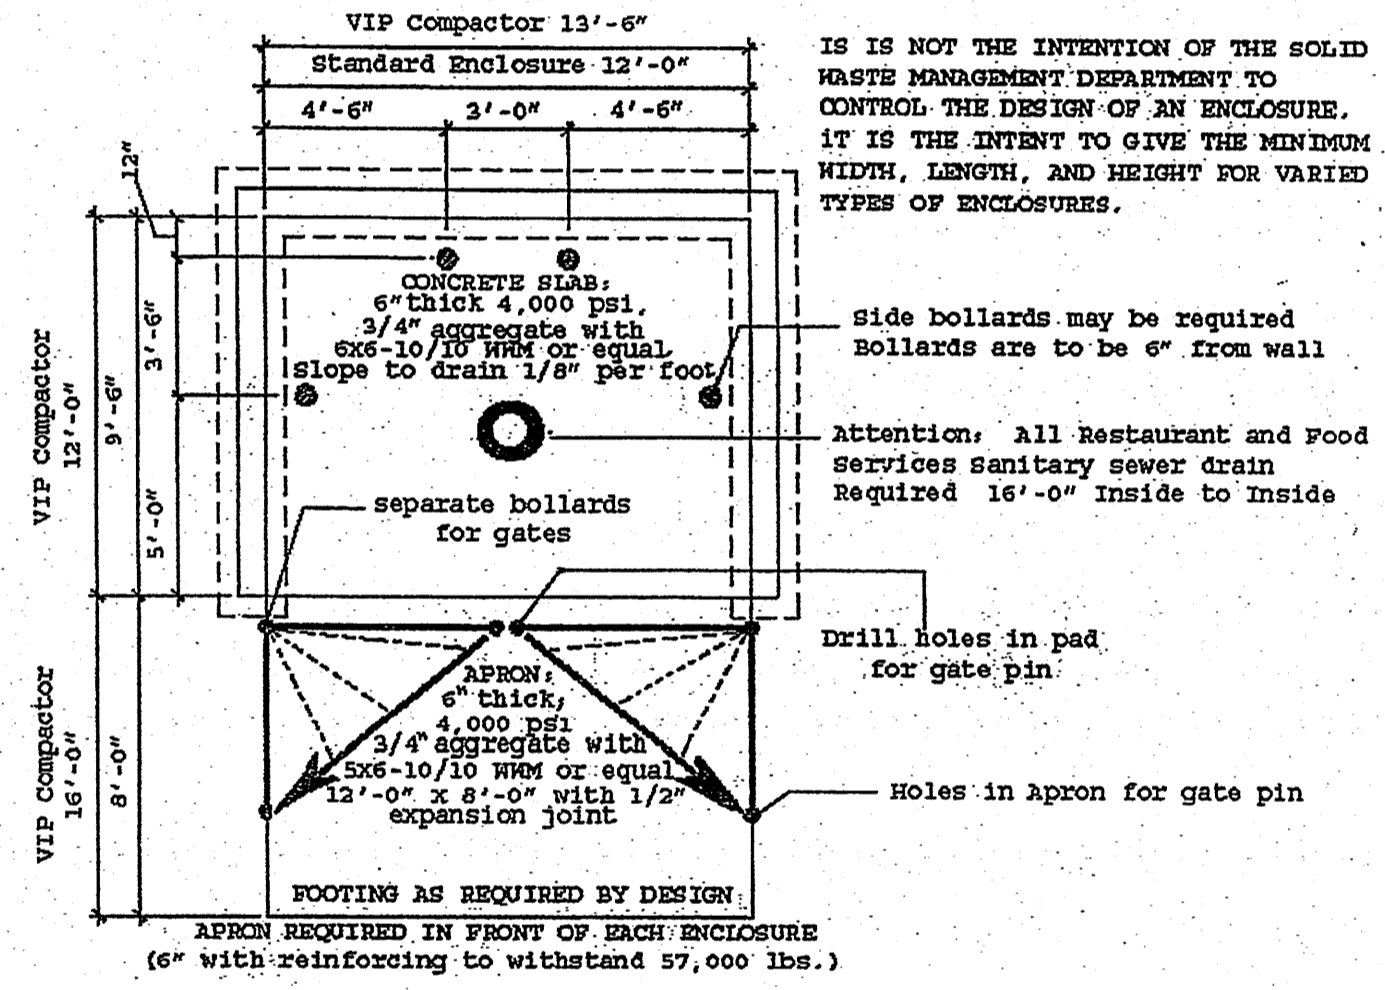 VIP Compactor 13'-6"
Standard Enclosure 12'-0"
4'-6" 3'-0" 4'-6"
IS IS NOT THE INTENTION OF THE SOLID
WASTE MANAGEMENT DEPARTMENT TO
CONTROL THE DESIGN OF AN ENCLOSURE.
IT IS THE INTENT TO GIVE THE MINIMUM
WIDTH, LENGTH, AND HEIGHT FOR VARIED
TYPES OF ENCLOSURES.
12"
3'-6"
5'-0"
9'-6"
VIP Compactor
12'-0"
CONCRETE SLAB:
6" thick 4,000 psi.
3/4" aggregate with
6X6-10/10 WWM or equal
Slope to drain 1/8" per foot
Side bollards may be required
Bollards are to be 6" from wall
Attention: All Restaurant and Food
Services Sanitary sewer drain
Required 16'-0" Inside to Inside
separate bollards
for gates
Drill holes in pad
for gate pin
VIP Compactor
16'-0"
8'-0"
APRON:
6" thick,
4,000 psi
3/4" aggregate with
5X6-10/10 WWM or equal
12'-0" x 8'-0" with 1/2"
expansion joint
Holes in Apron for gate pin
FOOTING AS REQUIRED BY DESIGN
APRON REQUIRED IN FRONT OF EACH ENCLOSURE
(6" with reinforcing to withstand 57,000 lbs.)